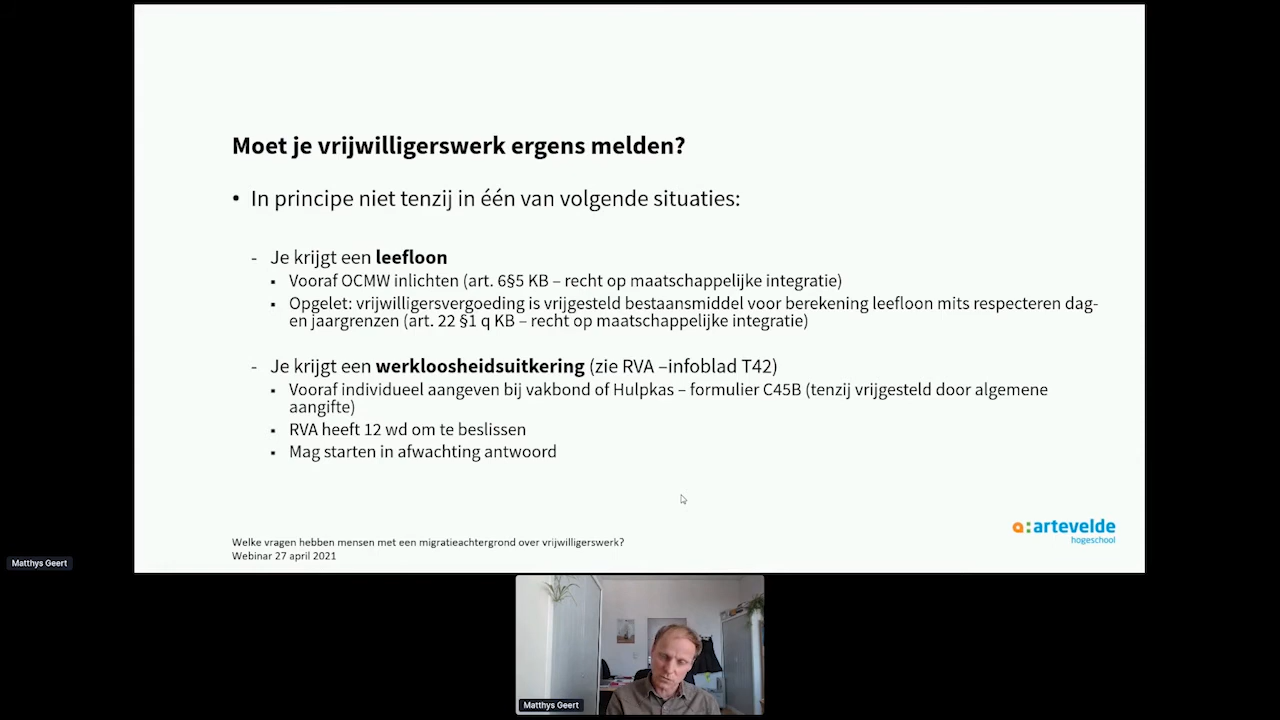 Moet je vrijwilligerswerk ergens melden?
• In principe niet tenzij in één van volgende situaties:
- Je krijgt een leefloon
▪ Vooraf OCMW inlichten (art. 6§5 KB – recht op maatschappelijke integratie)
▪ Opgelet: vrijwilligersvergoeding is vrijgesteld bestaansmiddel voor berekening leefloon mits respecteren dag-
en jaargrenzen (art. 22 §1 q KB – recht op maatschappelijke integratie)
- Je krijgt een werkloosheidsuitkering (zie RVA –infoblad T42)
▪ Vooraf individueel aangeven bij vakbond of Hulpkas – formulier C45B (tenzij vrijgesteld door algemene
aangifte)
▪ RVA heeft 12 wd om te beslissen
▪ Mag starten in afwachting antwoord
a:artevelde
hogeschool
Welke vragen hebben mensen met een migratieachtergrond over vrijwilligerswerk?
Webinar 27 april 2021
Matthys Geert
Matthys Geert